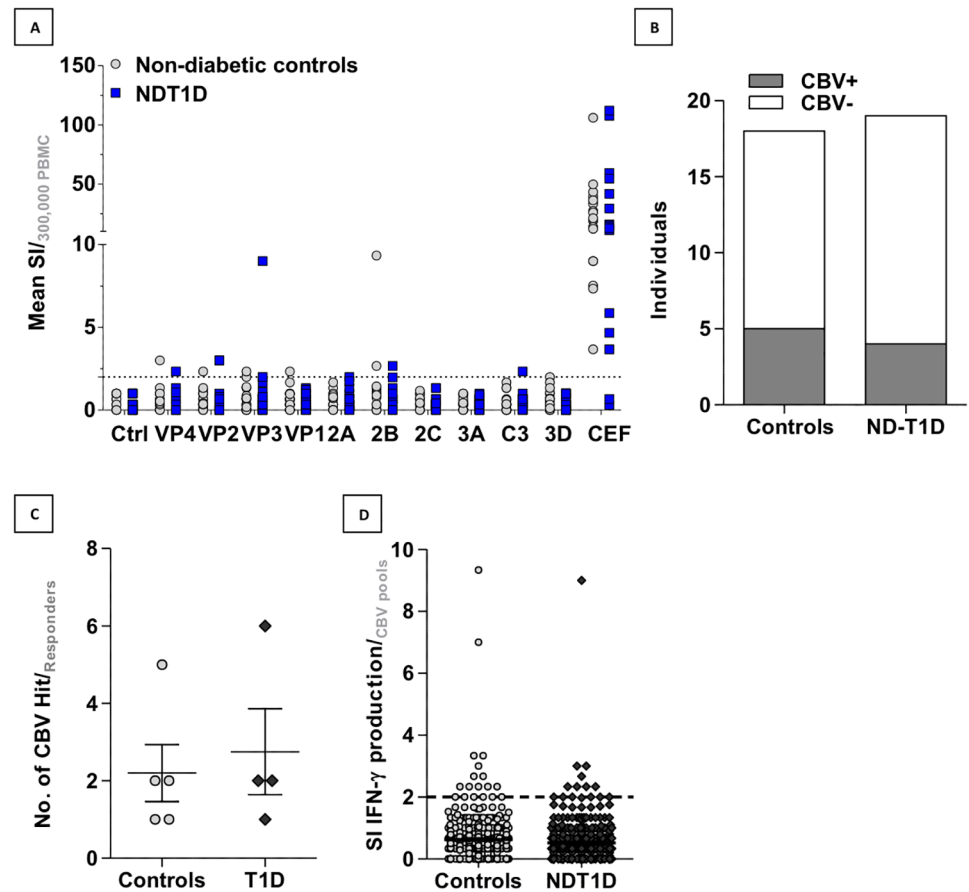 A
150
100
50
10
5
0
Mean SI/300,000 PBMC
Non-diabetic controls
NDT1D
Ctrl VP4 VP2 VP3 VP12A 2B 2C 3A C3 3D CEF
B
CBV+
CBV-
20
15
10
5
0
Individuals
Controls ND-T1D
C
8
6
4
2
0
No. of CBV Hit/Responders
Controls T1D
D
10
8
6
4
2
0
SI IFN-γ production/CBV pools
Controls NDT1D